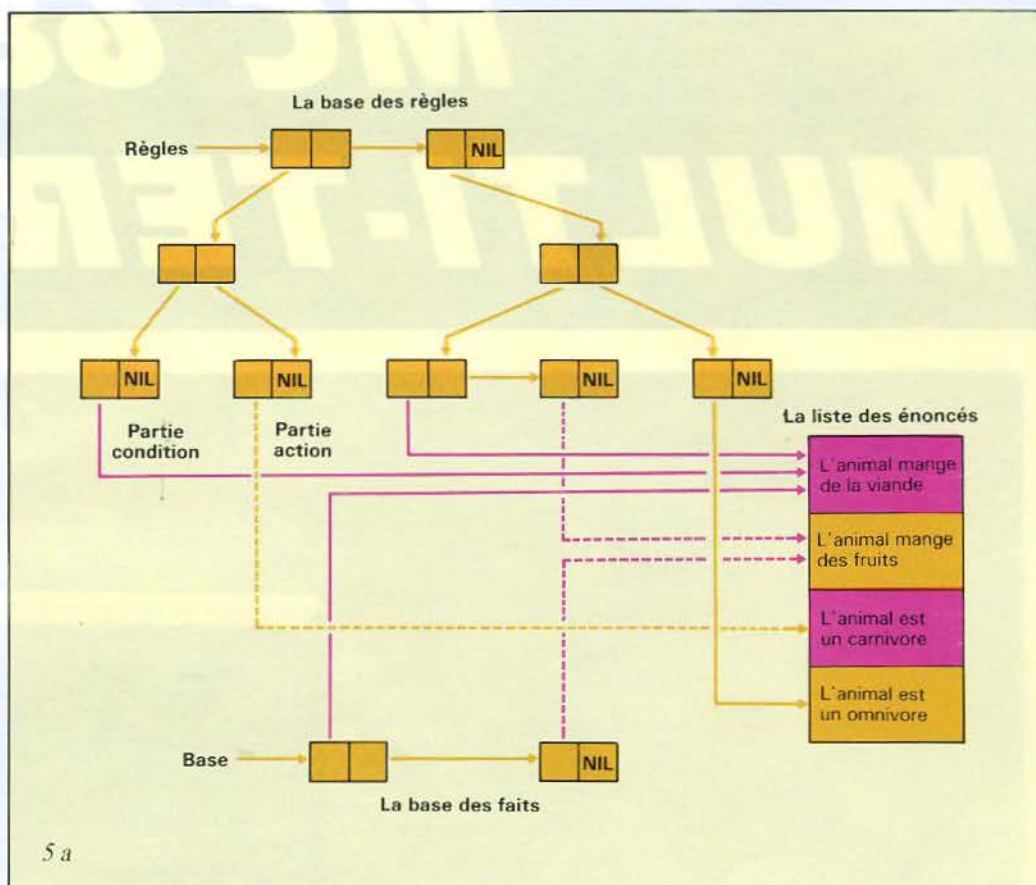 La base des règles
Règles
NIL
NIL
NIL
NIL
NIL
Partie
condition
Partie
action
La liste des énoncés
L'animal mange
de la viande
L'animal mange
des fruits
L'animal est
un carnivore
L'animal est
un omnivore
Base
NIL
La base des faits
5 a